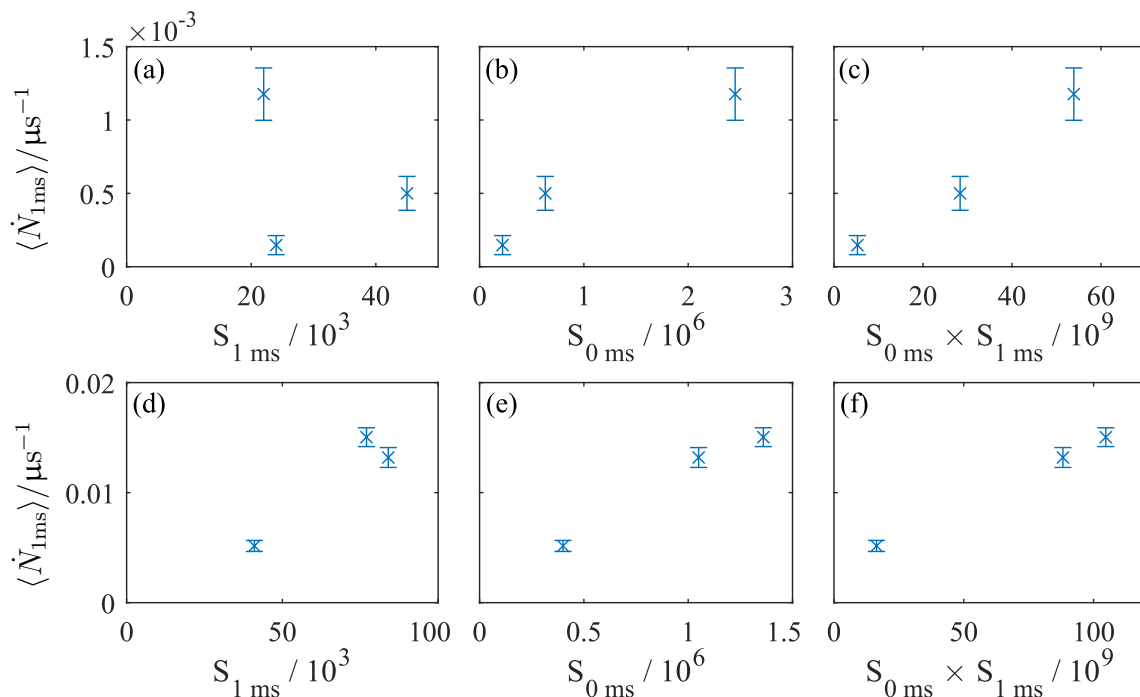 ×10⁻³
1.5
(a)
(b)
(c)
1
0.5
0
⟨Ṅ₁ₘₛ⟩/µs⁻¹
0 20 40
0 1 2 3
0 20 40 60
S₁ ₘₛ / 10³
S₀ ₘₛ / 10⁶
S₀ ₘₛ × S₁ ₘₛ / 10⁹
0.02
(d)
(e)
(f)
0.01
0
⟨Ṅ₁ₘₛ⟩/µs⁻¹
0 50 100
0 0.5 1 1.5
0 50 100
S₁ ₘₛ / 10³
S₀ ₘₛ / 10⁶
S₀ ₘₛ × S₁ ₘₛ / 10⁹